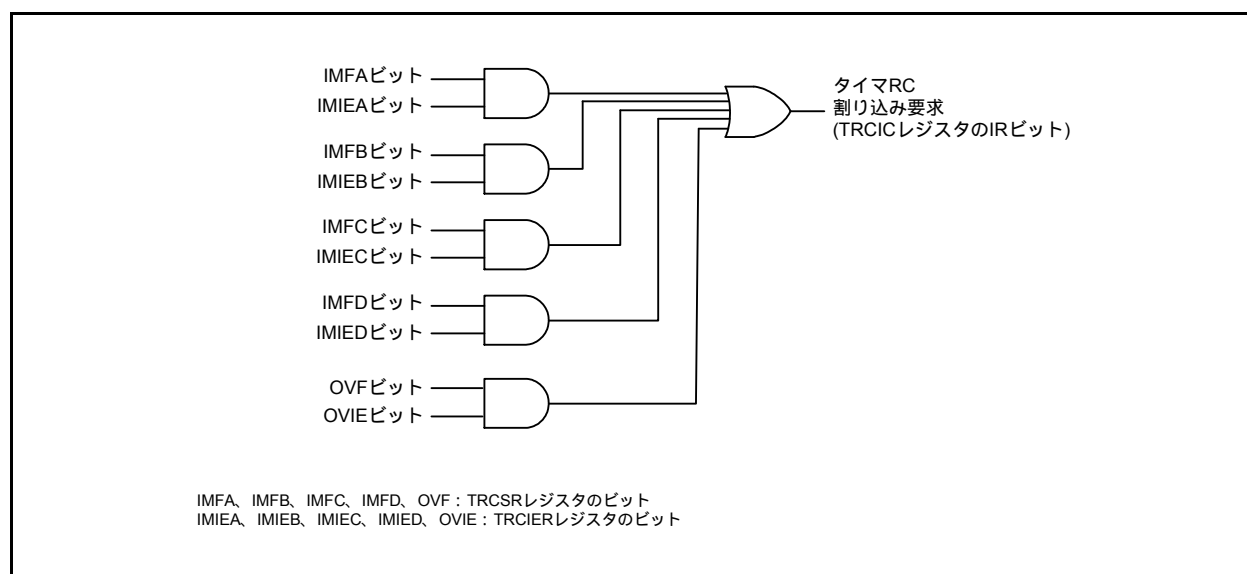 IMFAビット
IMIEAビット
IMFBビット
IMIEBビット
IMFCビット
IMIECビット
IMFDビット
IMIEDビット
OVFビット
OVIEビット
タイマRC
割り込み要求
(TRCICレジスタのIRビット)
IMFA、IMFB、IMFC、IMFD、OVF：TRCSRレジスタのビット
IMIEA、IMIEB、IMIEC、IMIED、OVIE：TRCIERレジスタのビット